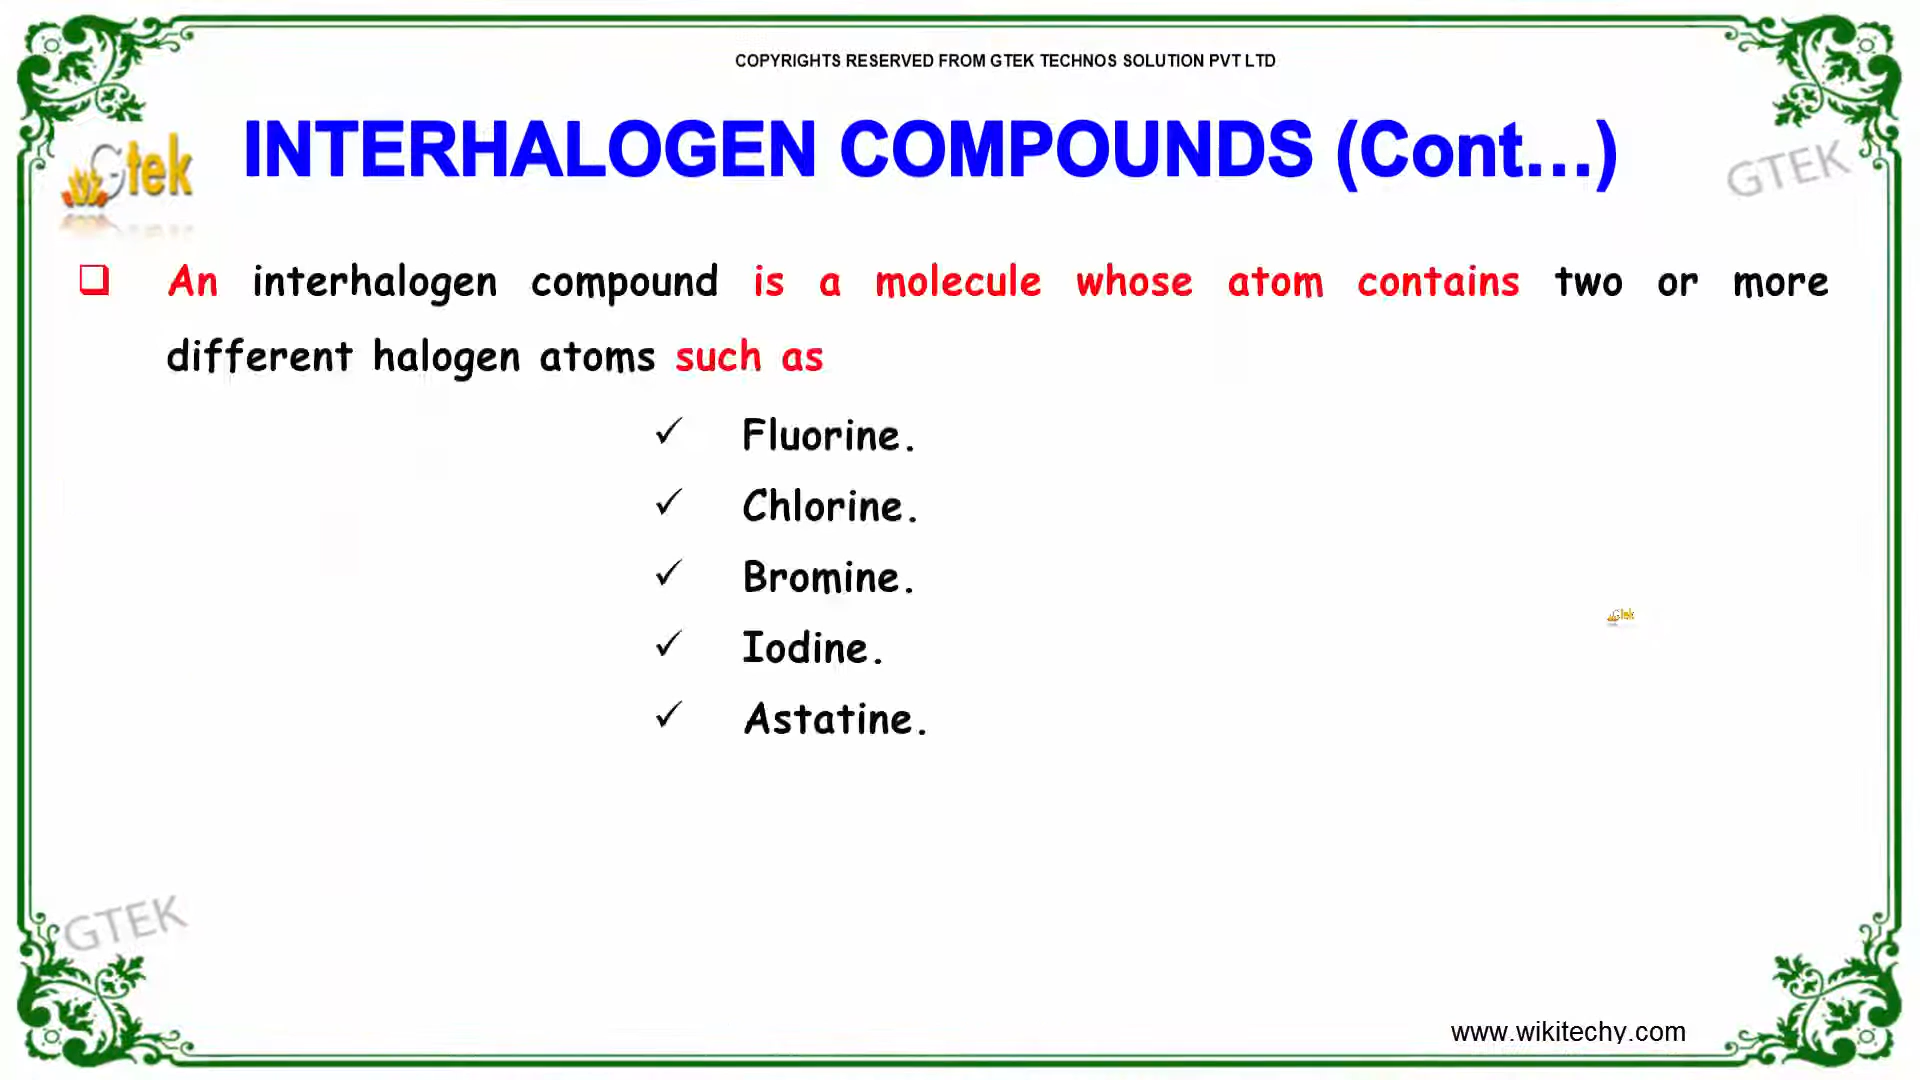 COPYRIGHTS RESERVED FROM GTEK TECHNOS SOLUTION PVT LTD
Gtek
INTERHALOGEN COMPOUNDS (Cont...)
GTEK
❑ An interhalogen compound is a molecule whose atom contains two or more
different halogen atoms such as
✓ Fluorine.
✓ Chlorine.
✓ Bromine.
✓ Iodine.
Gtek
✓ Astatine.
GTEK
www.wikitechy.com